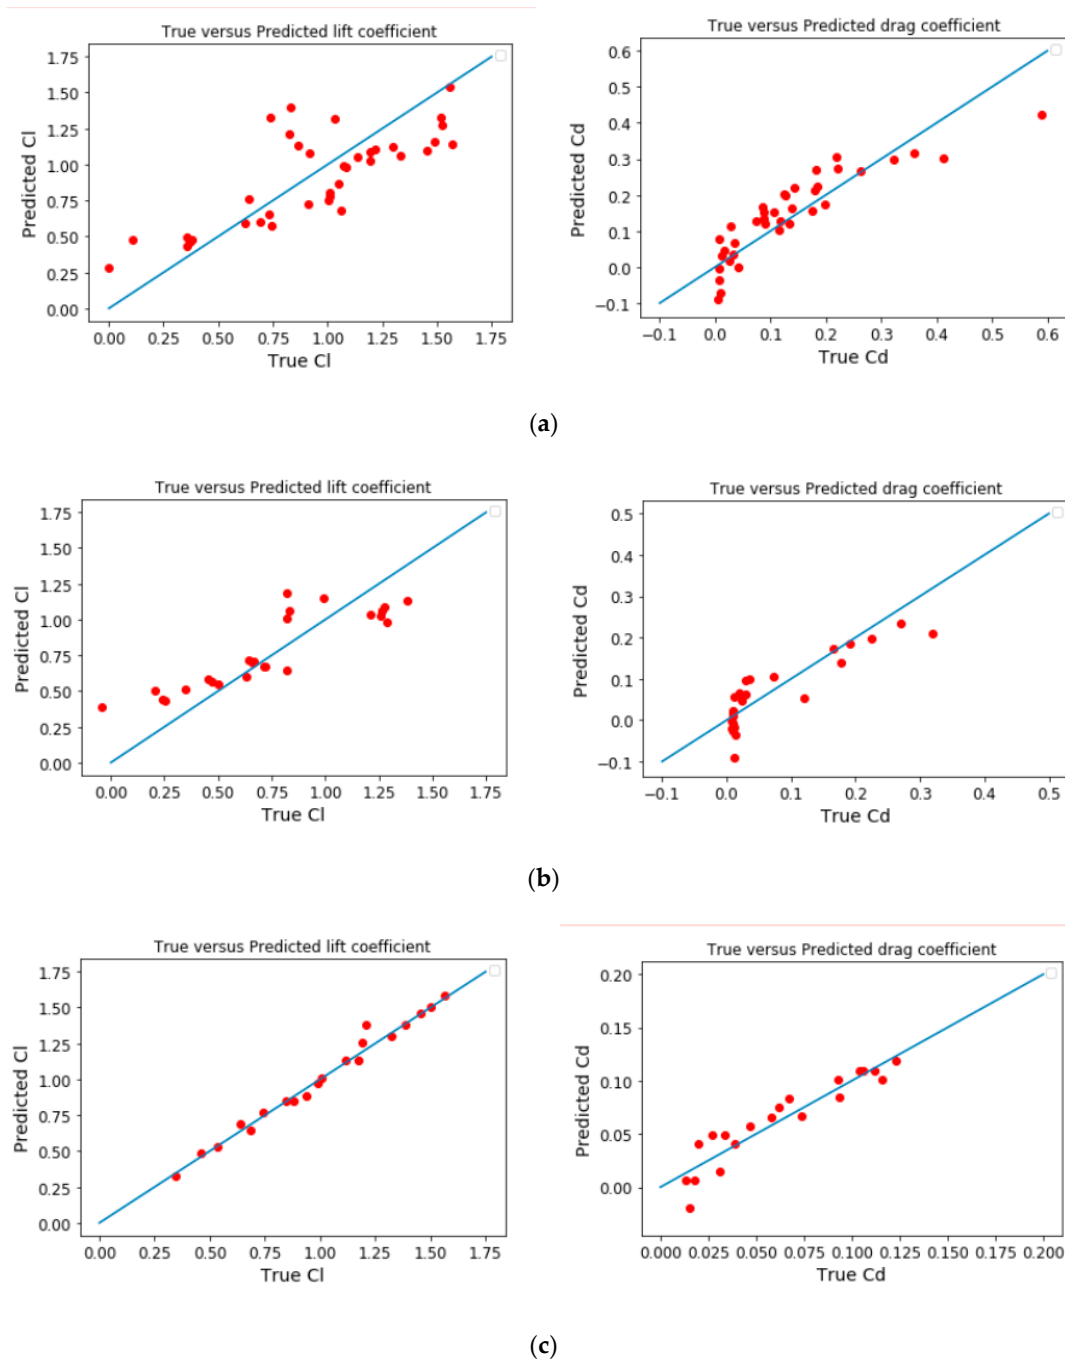 True versus Predicted lift coefficient
1.75
1.50
1.25
1.00
0.75
0.50
0.25
0.00
Predicted Cl
0.00 0.25 0.50 0.75 1.00 1.25 1.50 1.75
True Cl
True versus Predicted drag coefficient
0.6
0.5
0.4
0.3
0.2
0.1
0.0
−0.1
Predicted Cd
−0.1 0.0 0.1 0.2 0.3 0.4 0.5 0.6
True Cd
(a)
True versus Predicted lift coefficient
1.75
1.50
1.25
1.00
0.75
0.50
0.25
0.00
Predicted Cl
0.00 0.25 0.50 0.75 1.00 1.25 1.50 1.75
True Cl
True versus Predicted drag coefficient
0.5
0.4
0.3
0.2
0.1
0.0
−0.1
Predicted Cd
−0.1 0.0 0.1 0.2 0.3 0.4 0.5
True Cd
(b)
True versus Predicted lift coefficient
1.75
1.50
1.25
1.00
0.75
0.50
0.25
0.00
Predicted Cl
0.00 0.25 0.50 0.75 1.00 1.25 1.50 1.75
True Cl
True versus Predicted drag coefficient
0.20
0.15
0.10
0.05
0.00
Predicted Cd
0.000 0.025 0.050 0.075 0.100 0.125 0.150 0.175 0.200
True Cd
(c)